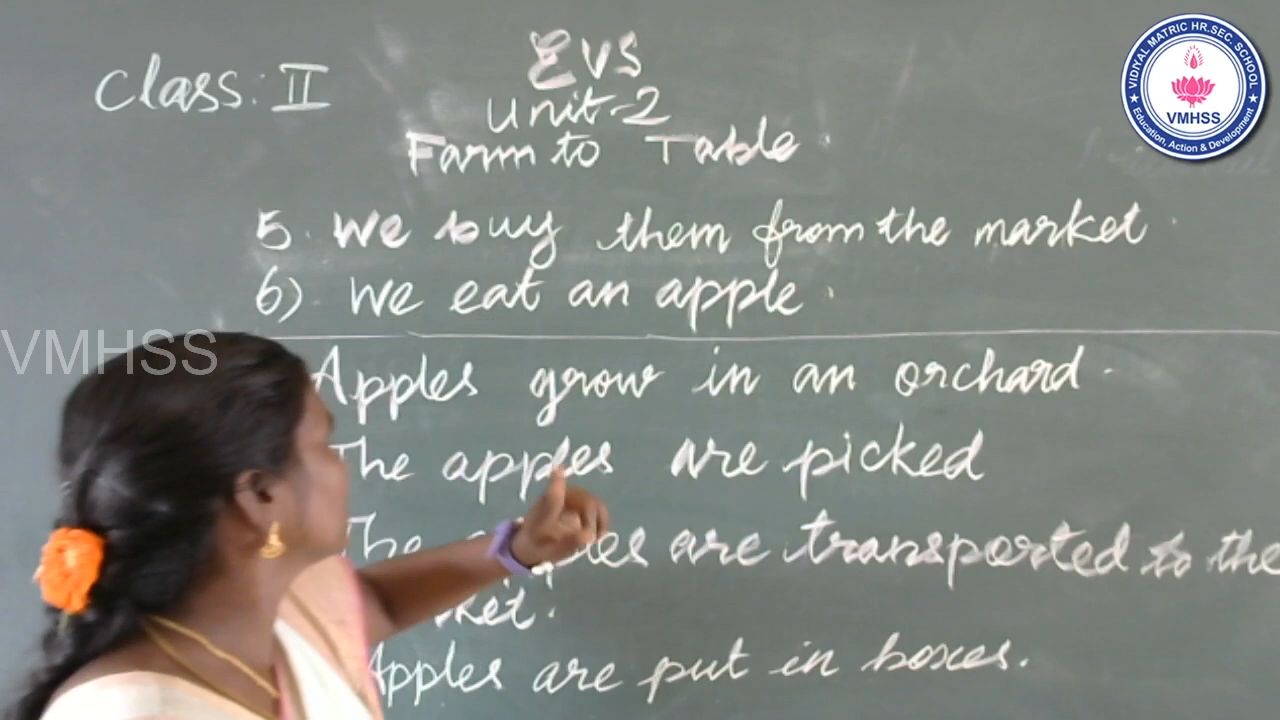 EVS
Class: II
Unit-2
Farm to Table
5. We buy them from the market.
6) We eat an apple.
Apples grow in an orchard.
The apples are picked
The are transported to the
Apples are put in boxes.
VIDIYAL MATRIC HR.SEC. SCHOOL
VMHSS
Education, Action & Development
VMHSS